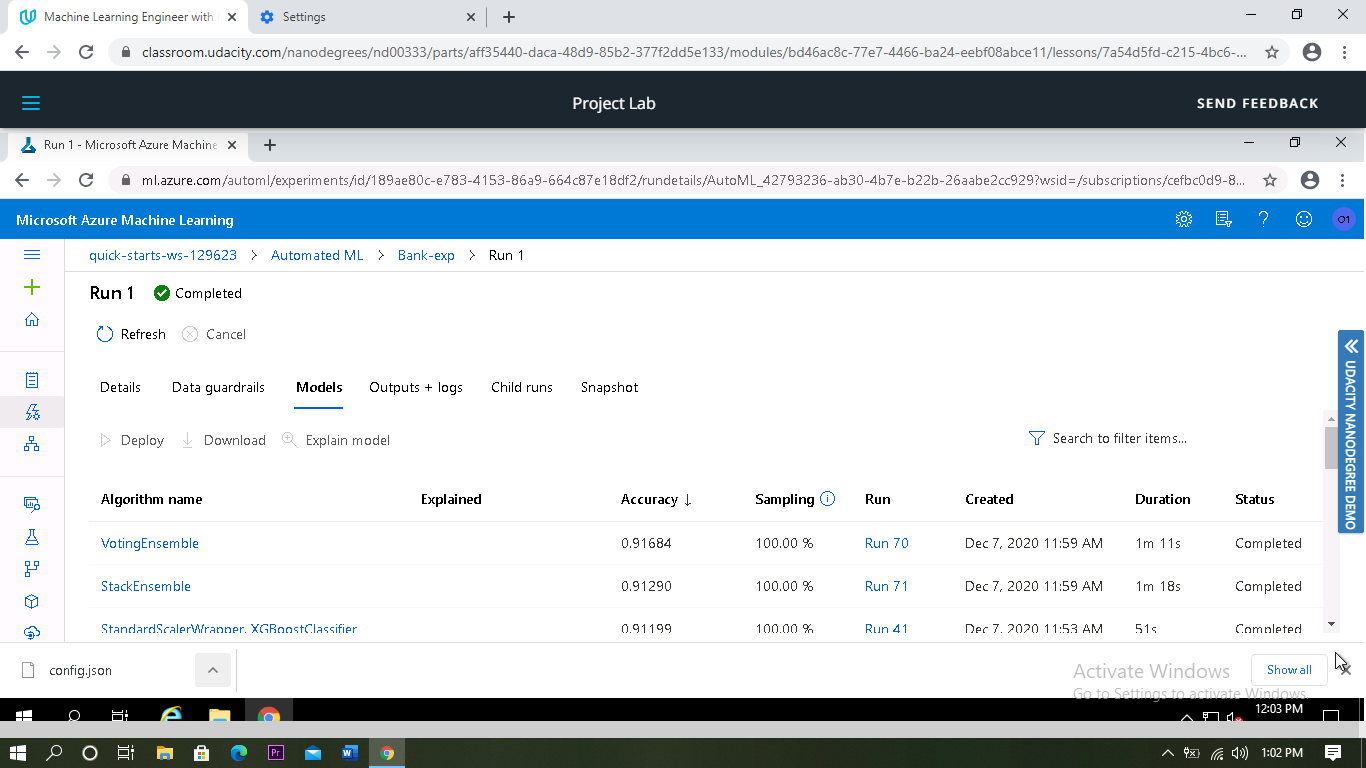 Machine Learning Engineer with
Settings
classroom.udacity.com/nanodegrees/nd00333/parts/aff35440-daca-48d9-85b2-377f2dd5e133/modules/bd46ac8c-77e7-4466-ba24-eebf08abce11/lessons/7a54d5fd-c215-4bc6-...
Project Lab
SEND FEEDBACK
Run 1 - Microsoft Azure Machine
ml.azure.com/automl/experiments/id/189ae80c-e783-4153-86a9-664c87e18df2/rundetails/AutoML_42793236-ab30-4b7e-b22b-26aabe2cc929?wsid=/subscriptions/cefbc0d9-8...
Microsoft Azure Machine Learning
O1
quick-starts-ws-129623 > Automated ML > Bank-exp > Run 1
Run 1 Completed
Refresh Cancel
Details Data guardrails Models Outputs + logs Child runs Snapshot
Deploy Download Explain model
Search to filter items...
UDACITY NANODEGREE DEMO
Algorithm name Explained Accuracy ↓ Sampling Run Created Duration Status
VotingEnsemble 0.91684 100.00 % Run 70 Dec 7, 2020 11:59 AM 1m 11s Completed
StackEnsemble 0.91290 100.00 % Run 71 Dec 7, 2020 11:59 AM 1m 18s Completed
StandardScalerWrapper, XGBoostClassifier 0.91199 100.00 % Run 41 Dec 7, 2020 11:53 AM 51s Completed
config.json
Show all
Activate Windows
Go to Settings to activate Windows.
12:03 PM
Pr
W
1:02 PM